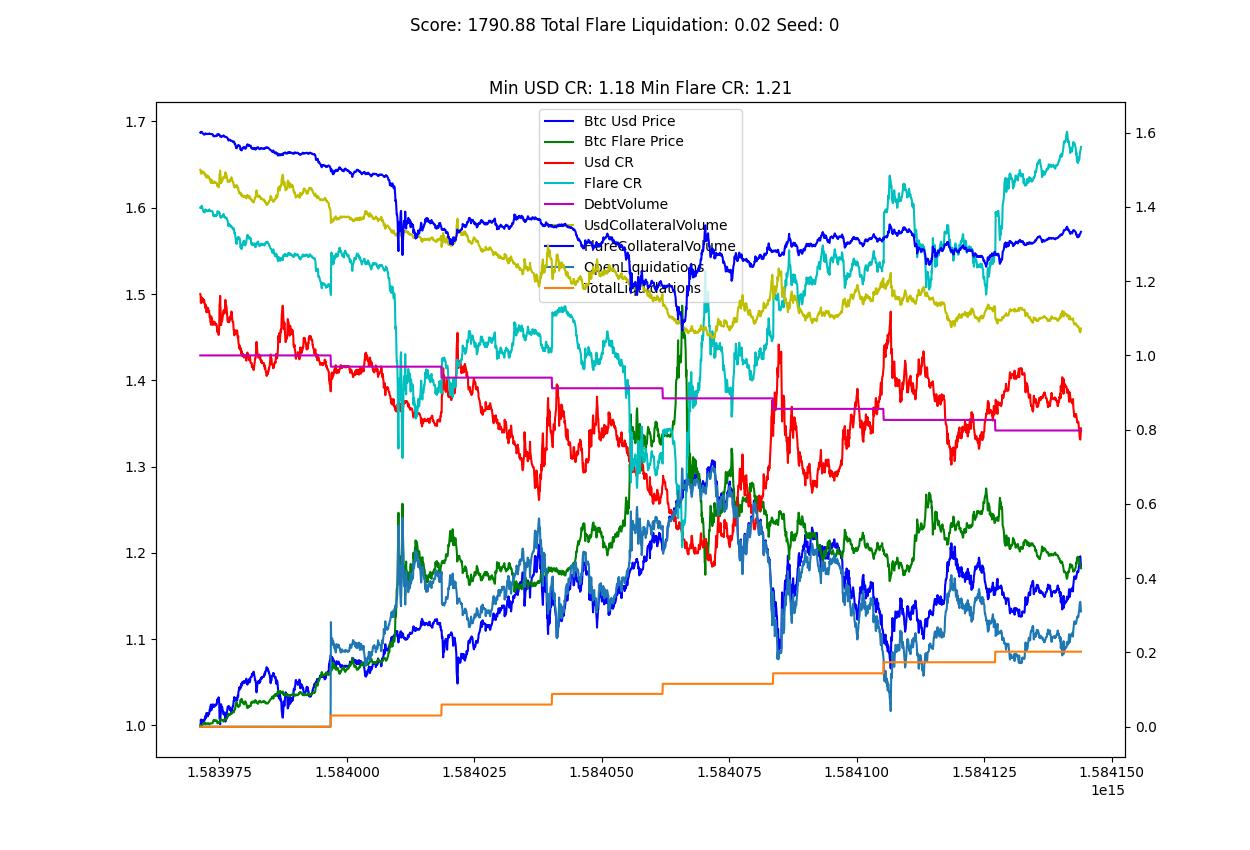 Score: 1790.88 Total Flare Liquidation: 0.02 Seed: 0
Min USD CR: 1.18 Min Flare CR: 1.21
Btc Usd Price
Btc Flare Price
Usd CR
Flare CR
DebtVolume
UsdCollateralVolume
FlareCollateralVolume
OpenLiquidations
TotalLiquidations
1.7
1.6
1.5
1.4
1.3
1.2
1.1
1.0
1.6
1.4
1.2
1.0
0.8
0.6
0.4
0.2
0.0
1.583975 1.584000 1.584025 1.584050 1.584075 1.584100 1.584125 1.584150
1e15